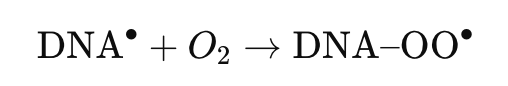 DNA• + O₂ → DNA–OO•